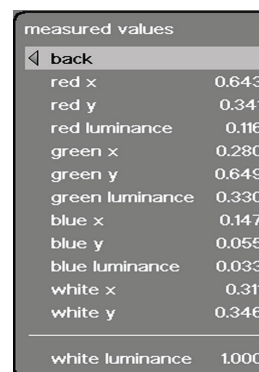 measured values
back
red x 0.643
red y 0.341
red luminance 0.116
green x 0.280
green y 0.649
green luminance 0.330
blue x 0.147
blue y 0.055
blue luminance 0.033
white x 0.311
white y 0.346
white luminance 1.000